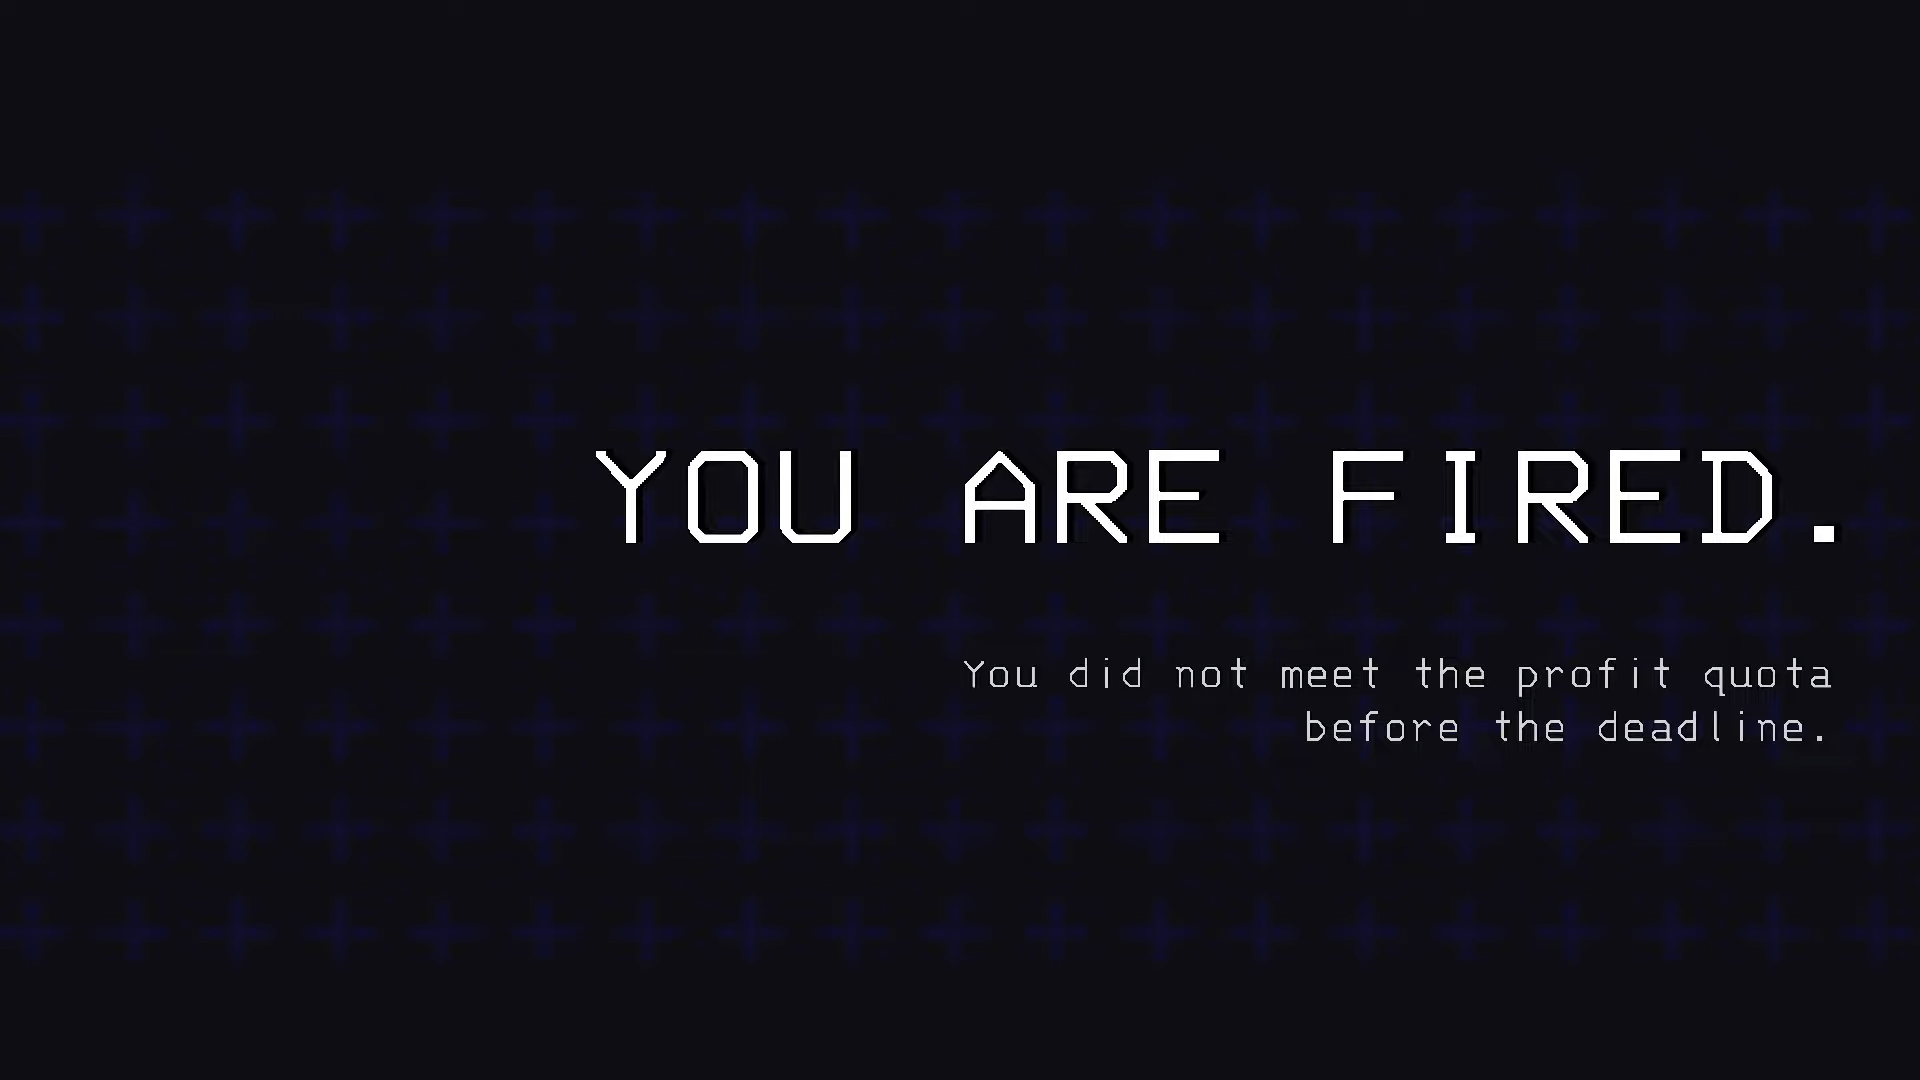 YOU ARE FIRED.
You did not meet the profit quota
before the deadline.